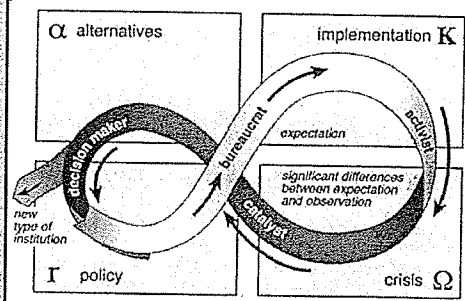 α alternatives
implementation K
decision maker
bureaucrat
activist
expectation
significant differences
between expectation
and observation
catalyst
new
type of
institution
r policy
crisis Ω